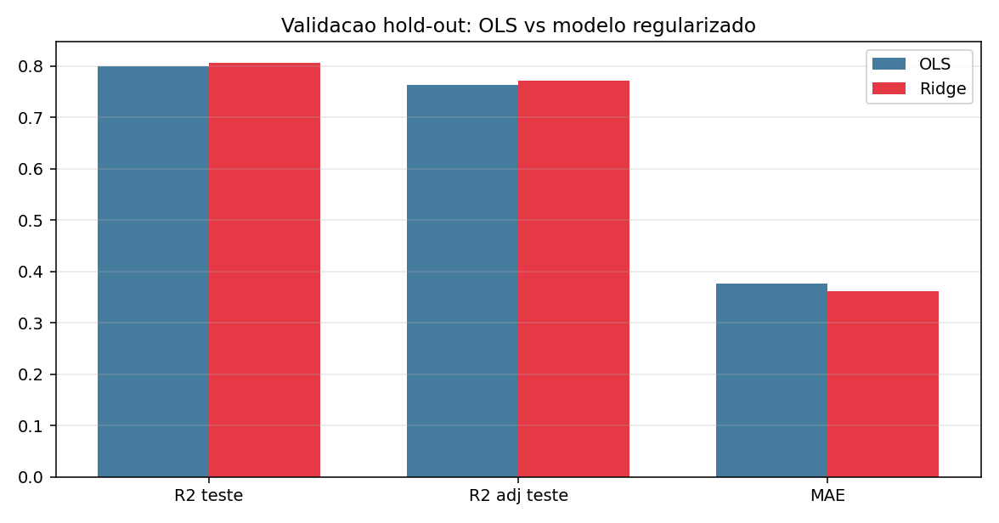 Validacao hold-out: OLS vs modelo regularizado
OLS
Ridge
0.8
0.7
0.6
0.5
0.4
0.3
0.2
0.1
0.0
R2 teste
R2 adj teste
MAE